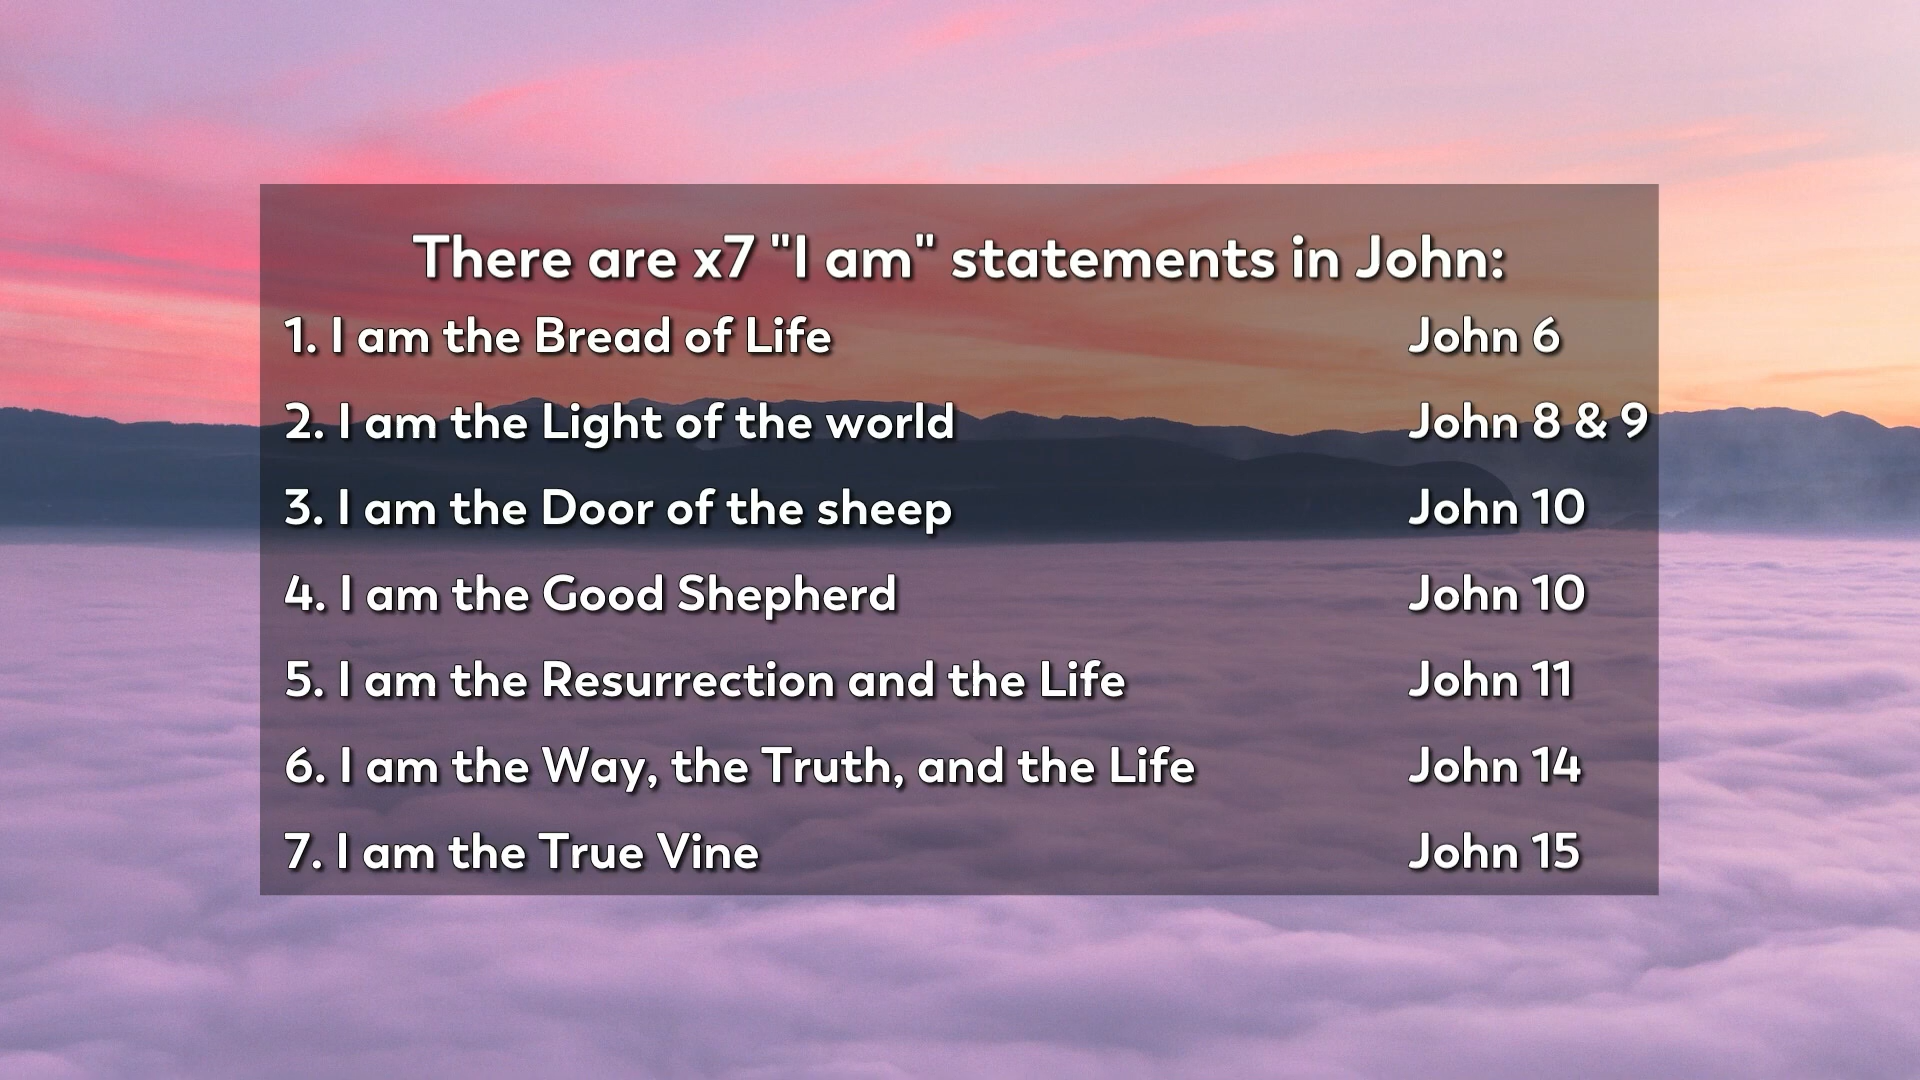 There are x7 "I am" statements in John:
1. I am the Bread of Life John 6
2. I am the Light of the world John 8 & 9
3. I am the Door of the sheep John 10
4. I am the Good Shepherd John 10
5. I am the Resurrection and the Life John 11
6. I am the Way, the Truth, and the Life John 14
7. I am the True Vine John 15